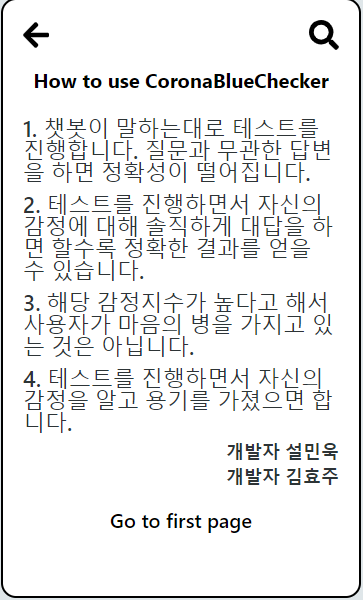 How to use CoronaBlueChecker
1. 챗봇이 말하는대로 테스트를
진행합니다. 질문과 무관한 답변
을 하면 정확성이 떨어집니다.
2. 테스트를 진행하면서 자신의
감정에 대해 솔직하게 대답을 하
면 할수록 정확한 결과를 얻을
수 있습니다.
3. 해당 감정지수가 높다고 해서
사용자가 마음의 병을 가지고 있
는 것은 아닙니다.
4. 테스트를 진행하면서 자신의
감정을 알고 용기를 가졌으면 합
니다.
개발자 설민욱
개발자 김효주
Go to first page